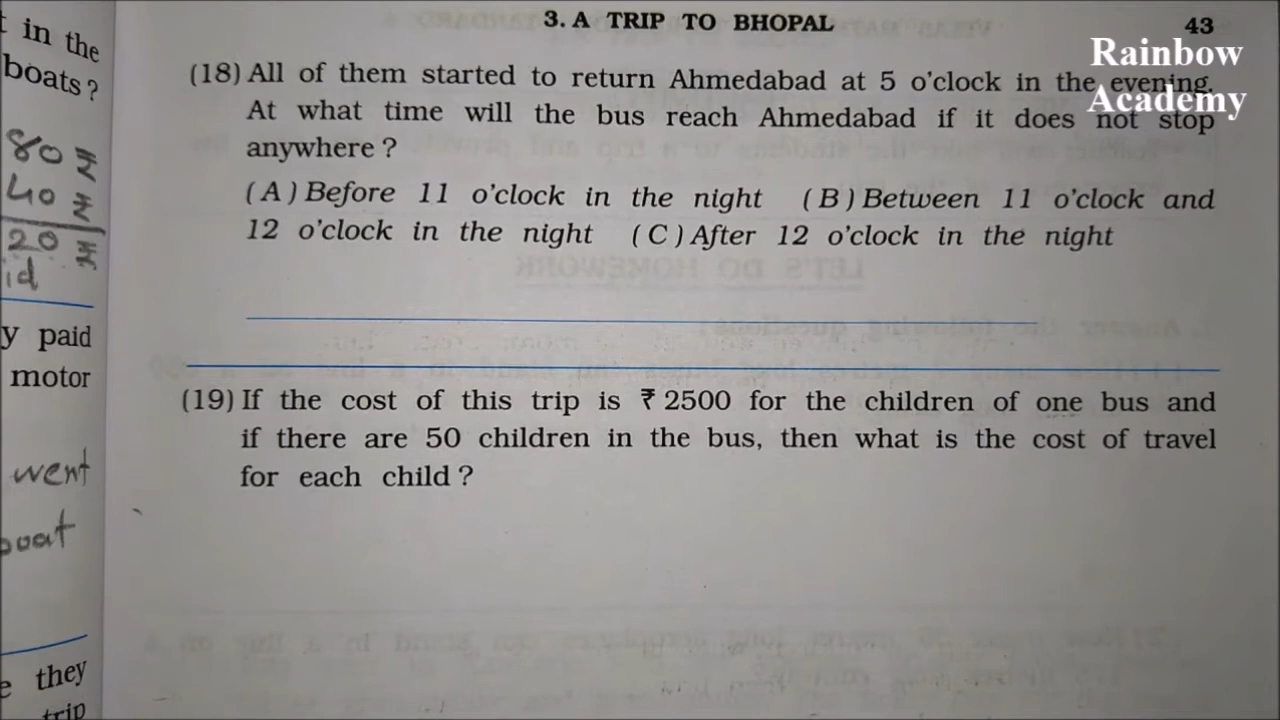 3. A TRIP TO BHOPAL
43
Rainbow
Academy
t in the
boats ?
80
40
20
id
y paid
motor
went
boat
e they
trip
(18) All of them started to return Ahmedabad at 5 o'clock in the evening.
At what time will the bus reach Ahmedabad if it does not stop
anywhere ?
(A) Before 11 o'clock in the night (B) Between 11 o'clock and
12 o'clock in the night (C) After 12 o'clock in the night
LET'S DO HOMEWORK
(19) If the cost of this trip is ₹ 2500 for the children of one bus and
if there are 50 children in the bus, then what is the cost of travel
for each child ?